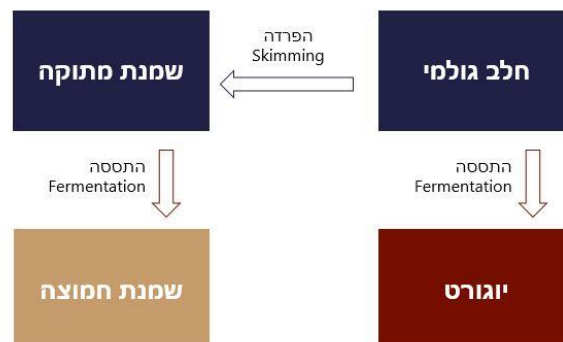 חלב גולמי
הפרדה
Skimming
שמנת מתוקה
התססה
Fermentation
התססה
Fermentation
יוגורט
שמנת חמוצה